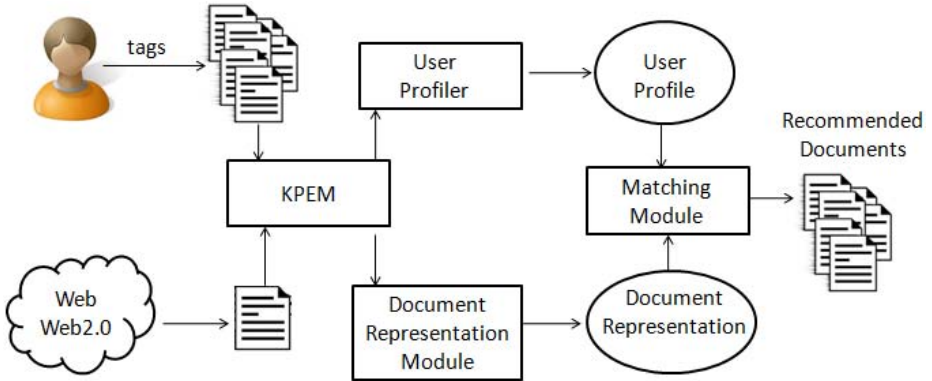 tags
User
Profiler
User
Profile
Recommended
Documents
KPEM
Matching
Module
Web
Web2.0
Document
Representation
Module
Document
Representation